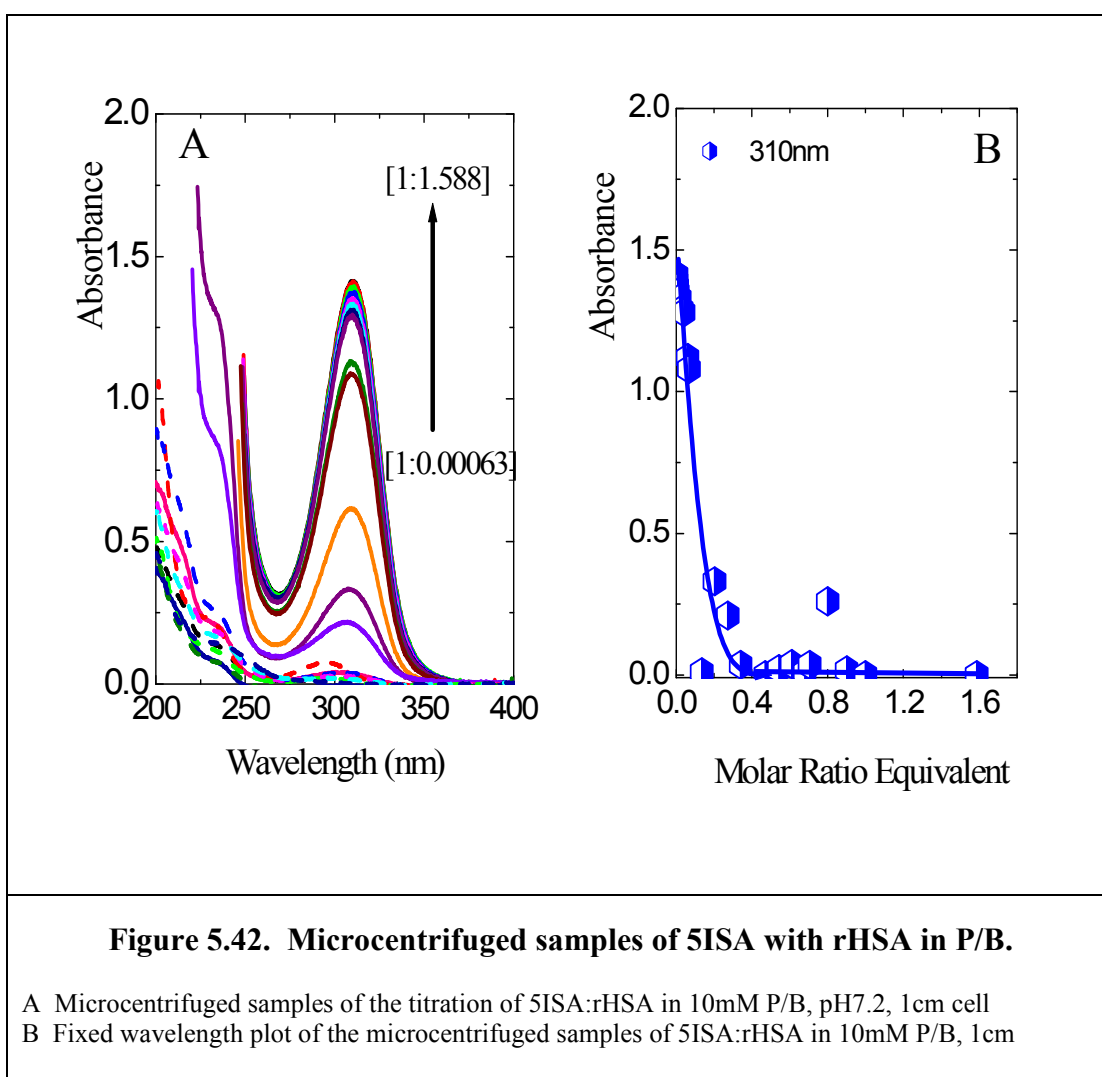 2.0
1.5
1.0
0.5
0.0
200
250
300
350
400
A
[1:1.588]
[1:0.00063]
Absorbance
Wavelength (nm)
2.0
1.5
1.0
0.5
0.0
0.0
0.4
0.8
1.2
1.6
310nm
B
Absorbance
Molar Ratio Equivalent
Figure 5.42. Microcentrifuged samples of 5ISA with rHSA in P/B.
A Microcentrifuged samples of the titration of 5ISA:rHSA in 10mM P/B, pH7.2, 1cm cell
B Fixed wavelength plot of the microcentrifuged samples of 5ISA:rHSA in 10mM P/B, 1cm